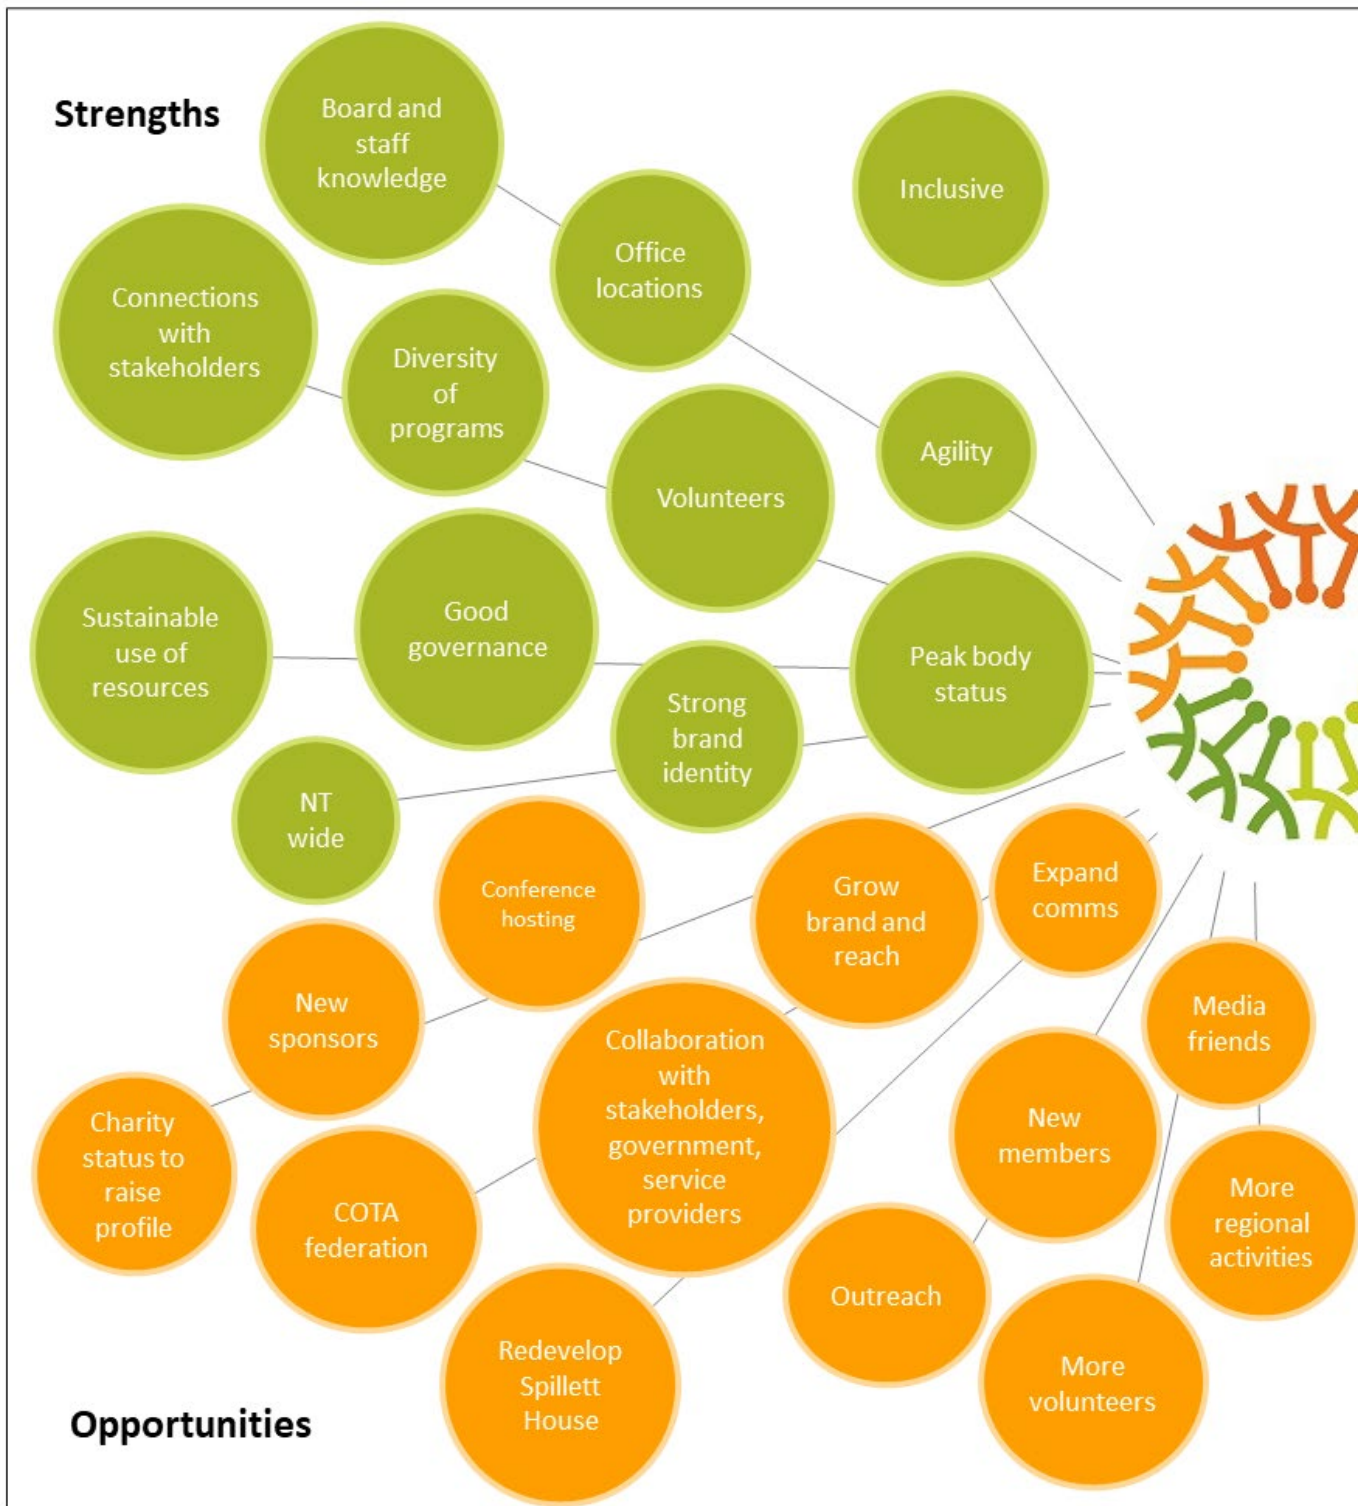 Strengths
Board and
staff
knowledge
Inclusive
Office
locations
Connections
with
stakeholders
Diversity
of
programs
Agility
Volunteers
Sustainable
use of
resources
Good
governance
Peak body
status
Strong
brand
identity
NT
wide
Conference
hosting
Grow
brand and
reach
Expand
comms
New
sponsors
Media
friends
Collaboration
with
stakeholders,
government,
service
providers
Charity
status to
raise
profile
New
members
COTA
federation
More
regional
activities
Outreach
Redevelop
Spillett
House
More
volunteers
Opportunities